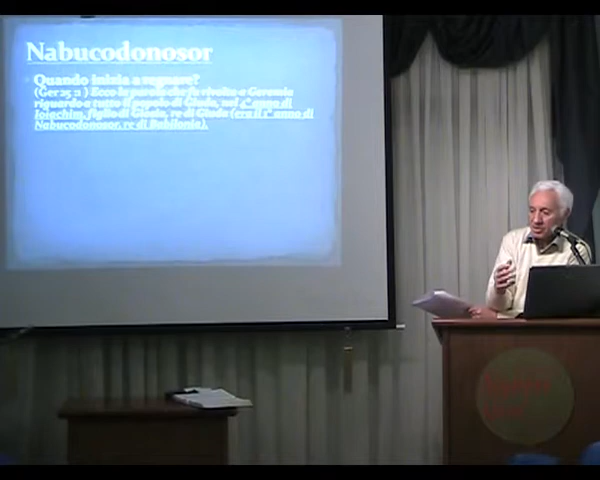 Nabucodonosor
Quando inizia a regnare?
(Ger 25 :1 ) Ecco la parola che fu rivolta a Geremia
riguardo a tutto il popolo di Giuda, nel 4° anno di
Ioiachim, figlio di Giosia, re di Giuda (era il 1° anno di
Nabucodonosor, re di Babilonia).